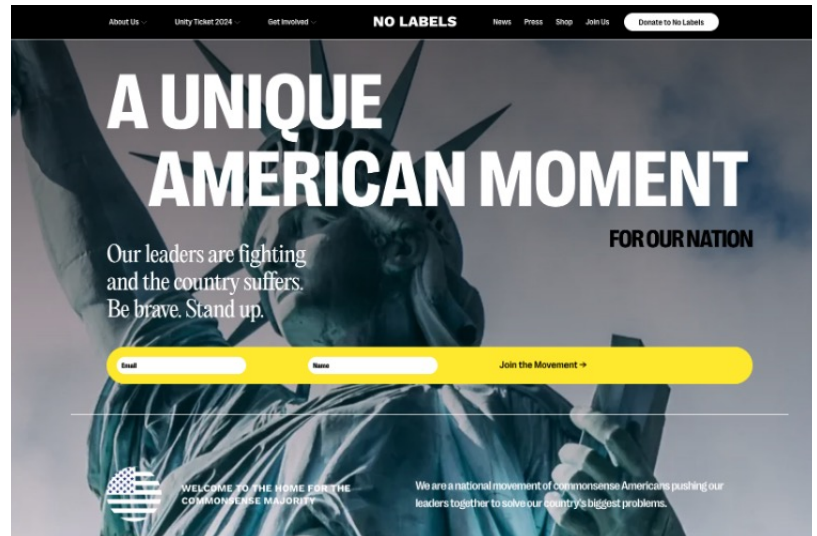 About Us
Unity Ticket 2024
Get Involved
NO LABELS
News
Press
Shop
Join Us
Donate to No Labels
A UNIQUE
AMERICAN MOMENT
FOR OUR NATION
Our leaders are fighting
and the country suffers.
Be brave. Stand up.
Email
Name
Join the Movement →
WELCOME TO THE HOME FOR THE
COMMONSENSE MAJORITY
We are a national movement of commonsense Americans pushing our
leaders together to solve our country's biggest problems.